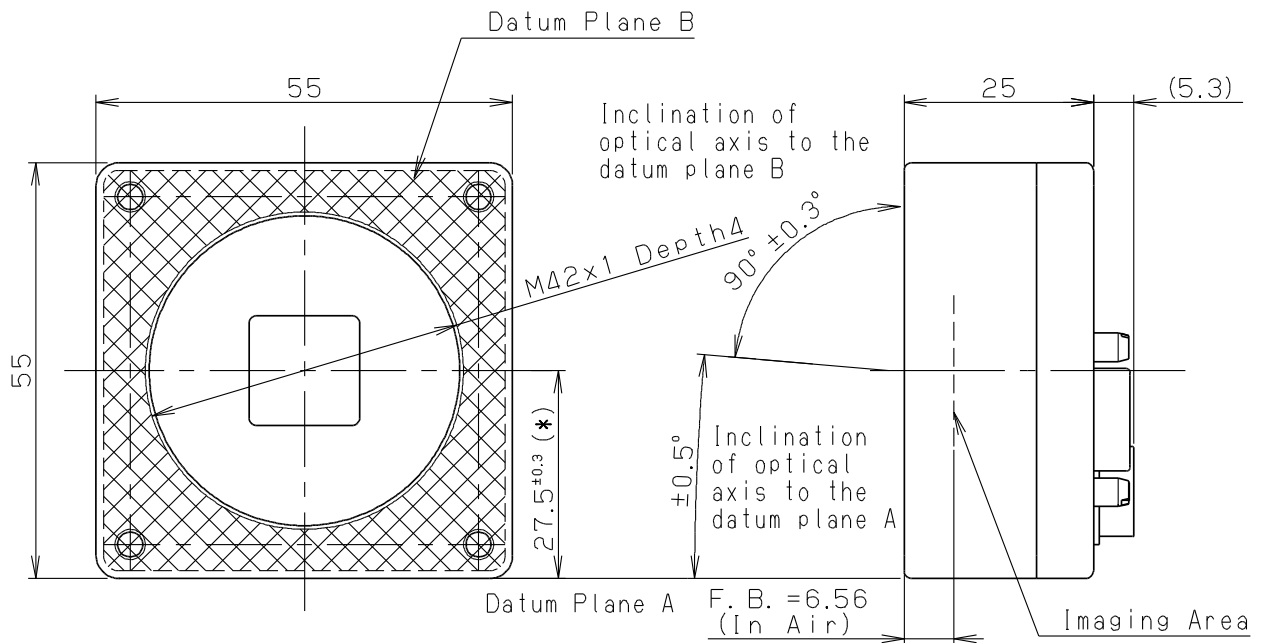 Datum Plane B
55
25
(5.3)
Inclination of
optical axis to the
datum plane B
90° ±0.3°
M42x1 Depth4
55
27.5±0.3 (*)
±0.5°
Inclination
of optical
axis to the
datum plane A
Datum Plane A
F. B. =6.56
(In Air)
Imaging Area